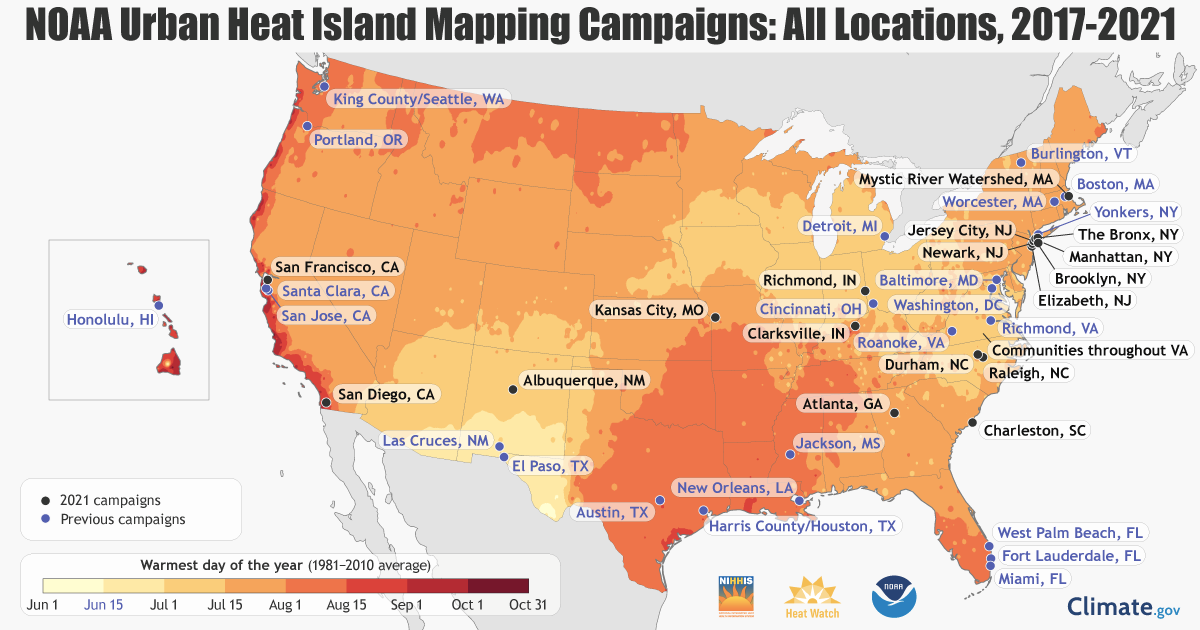 NOAA Urban Heat Island Mapping Campaigns: All Locations, 2017-2021
King County/Seattle, WA
Portland, OR
Burlington, VT
Mystic River Watershed, MA
Boston, MA
Worcester, MA
Yonkers, NY
Detroit, MI
Jersey City, NJ
The Bronx, NY
Newark, NJ
Manhattan, NY
San Francisco, CA
Richmond, IN
Baltimore, MD
Brooklyn, NY
Santa Clara, CA
Elizabeth, NJ
Honolulu, HI
San Jose, CA
Kansas City, MO
Cincinnati, OH
Washington, DC
Richmond, VA
Clarksville, IN
Roanoke, VA
Communities throughout VA
Durham, NC
Raleigh, NC
Albuquerque, NM
San Diego, CA
Atlanta, GA
Charleston, SC
Las Cruces, NM
Jackson, MS
El Paso, TX
New Orleans, LA
Austin, TX
Harris County/Houston, TX
West Palm Beach, FL
Fort Lauderdale, FL
Miami, FL
2021 campaigns
Previous campaigns
Warmest day of the year (1981–2010 average)
Jun 1 Jun 15 Jul 1 Jul 15 Aug 1 Aug 15 Sep 1 Oct 1 Oct 31
NIHHIS
Heat Watch
NOAA
Climate.gov